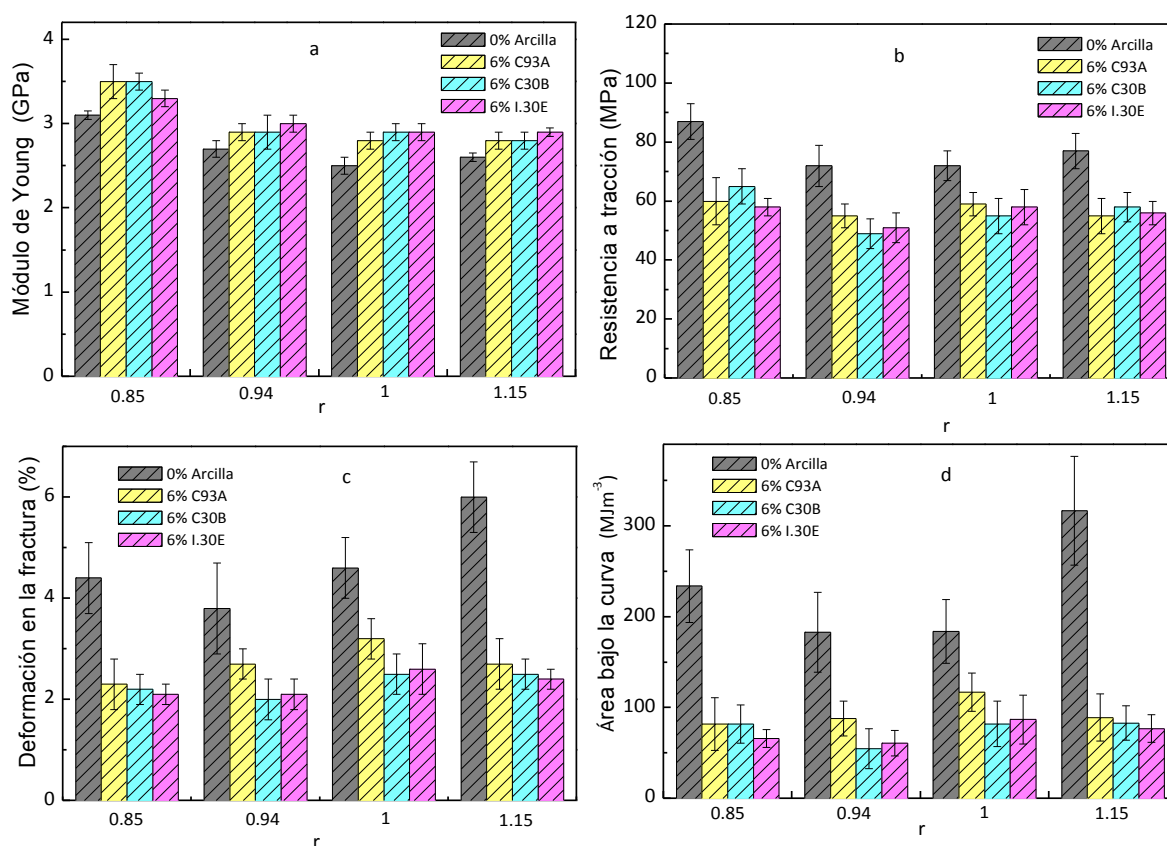 a
Módulo de Young (GPa)
4
3
2
1
0
0% Arcilla
6% C93A
6% C30B
6% I.30E
0.85
0.94
1
1.15
r
b
Resistencia a tracción (MPa)
120
100
80
60
40
20
0
0% Arcilla
6% C93A
6% C30B
6% I.30E
0.85
0.94
1
1.15
r
c
Deformación en la fractura (%)
6
4
2
0
0% Arcilla
6% C93A
6% C30B
6% I.30E
0.85
0.94
1
1.15
r
d
Área bajo la curva (MJm-3)
300
200
100
0
0% Arcilla
6% C93A
6% C30B
6% I.30E
0.85
0.94
1
1.15
r